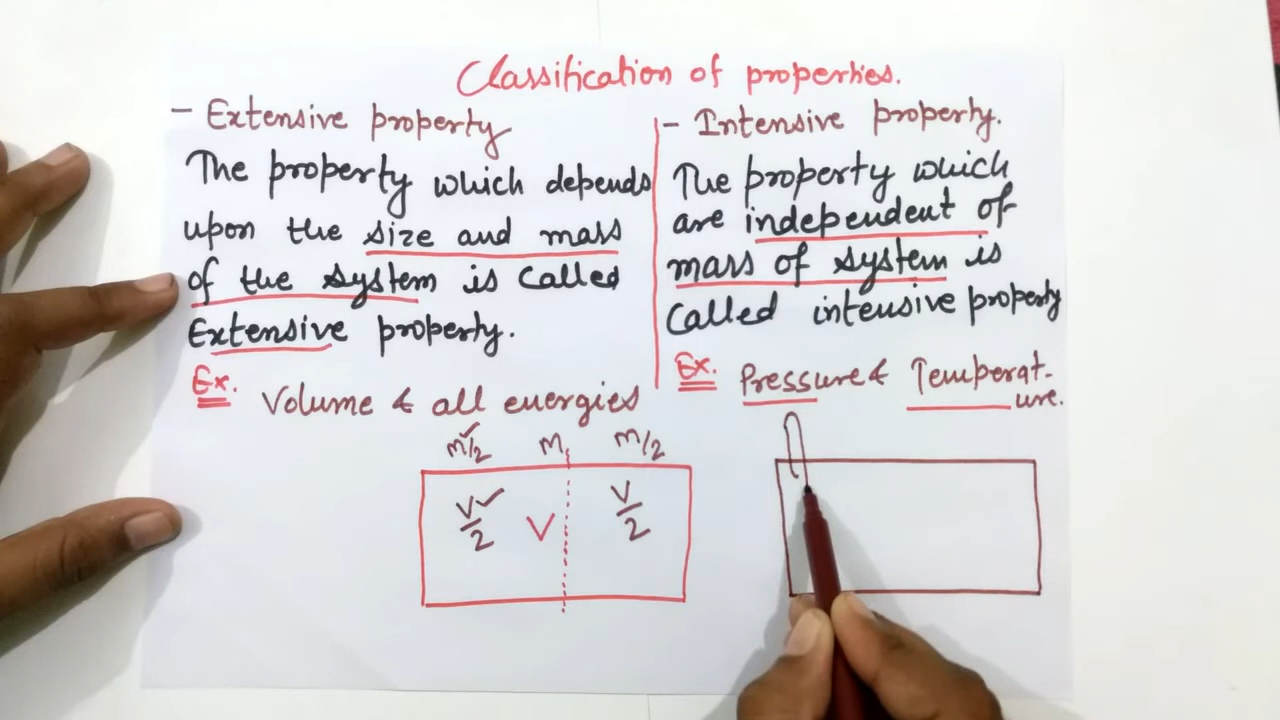 Classification of properties.
- Extensive property
The property which depends
upon the size and mass
of the system is called
Extensive property.
Ex. Volume & all energies
m/2 m m/2
V/2 V V/2
- Intensive property.
The property which
are independent of
mass of system is
called intensive property
Ex. Pressure & Temperat-
ure.